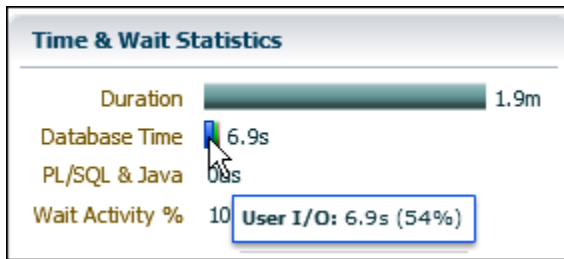 Time & Wait Statistics
Duration 1.9m
Database Time 6.9s
PL/SQL & Java
Wait Activity % 10
User I/O: 6.9s (54%)